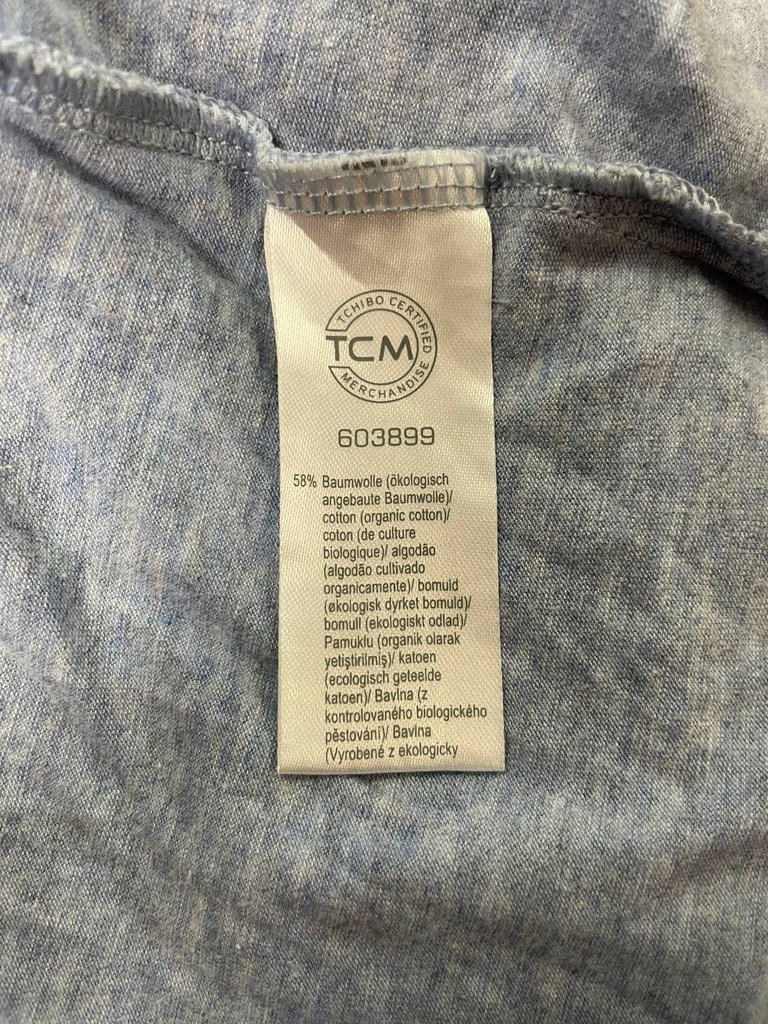 TCHIBO CERTIFIED
TCM
MERCHANDISE
603899
58% Baumwolle (ökologisch
angebaute Baumwolle)/
cotton (organic cotton)/
coton (de culture
biologique)/ algodão
(algodão cultivado
organicamente)/ bomuld
(økologisk dyrket bomuld)/
bomull (ekologiskt odlad)/
Pamuklu (organik olarak
yetiştirilmiş)/ katoen
(ecologisch geteelde
katoen)/ Bavlna (z
kontrolovaného biologického
pěstování)/ Bavlna
(Vyrobené z ekologicky